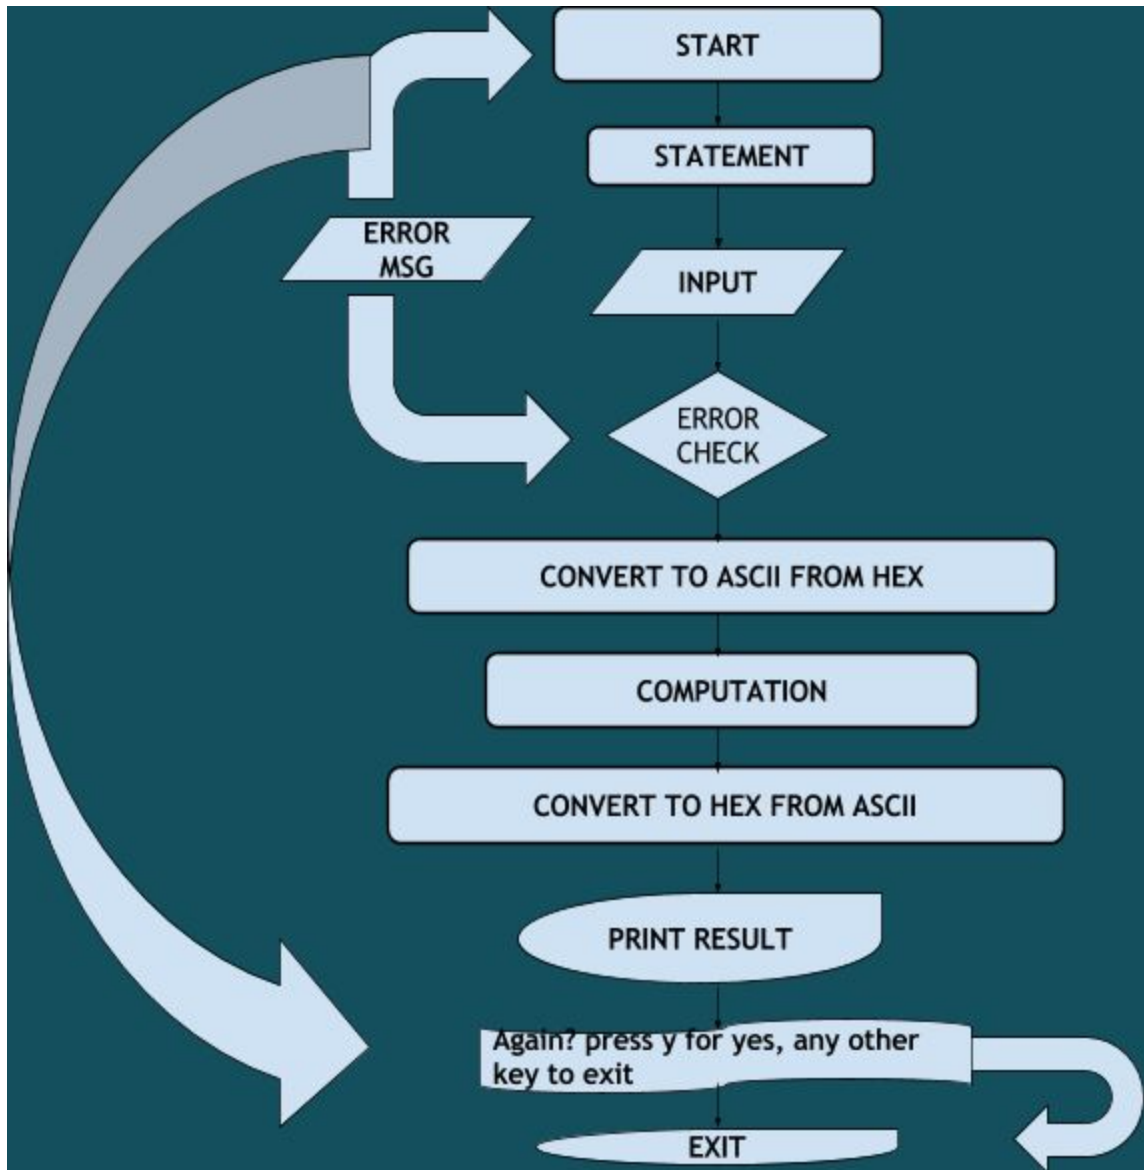 START
STATEMENT
ERROR
MSG
INPUT
ERROR
CHECK
CONVERT TO ASCII FROM HEX
COMPUTATION
CONVERT TO HEX FROM ASCII
PRINT RESULT
Again? press y for yes, any other
key to exit
EXIT